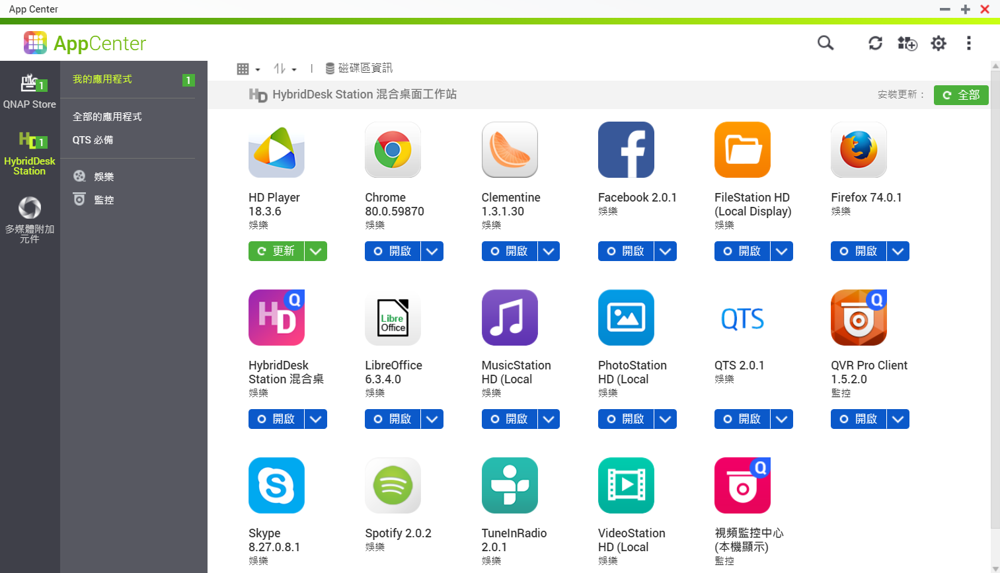 App Center
AppCenter
1
QNAP Store
HD 1
HybridDesk
Station
多媒體附加
元件
我的應用程式 1
全部的應用程式
QTS 必備
娛樂
監控
磁碟區資訊
HD HybridDesk Station 混合桌面工作站
安裝更新： 全部
HD Player
18.3.6
娛樂
更新
Chrome
80.0.59870
娛樂
開啟
Clementine
1.3.1.30
娛樂
開啟
Facebook 2.0.1
娛樂
開啟
FileStation HD
(Local Display)
娛樂
開啟
Firefox 74.0.1
娛樂
開啟
HD Q
HybridDesk
Station 混合桌
娛樂
開啟
Libre
Office
LibreOffice
6.3.4.0
娛樂
開啟
MusicStation
HD (Local
娛樂
開啟
PhotoStation
HD (Local
娛樂
開啟
QTS
QTS 2.0.1
娛樂
開啟
Q
QVR Pro Client
1.5.2.0
監控
開啟
Skype
8.27.0.8.1
娛樂
Spotify 2.0.2
娛樂
TuneInRadio
2.0.1
娛樂
VideoStation
HD (Local
娛樂
Q
視頻監控中心
(本機顯示)
監控